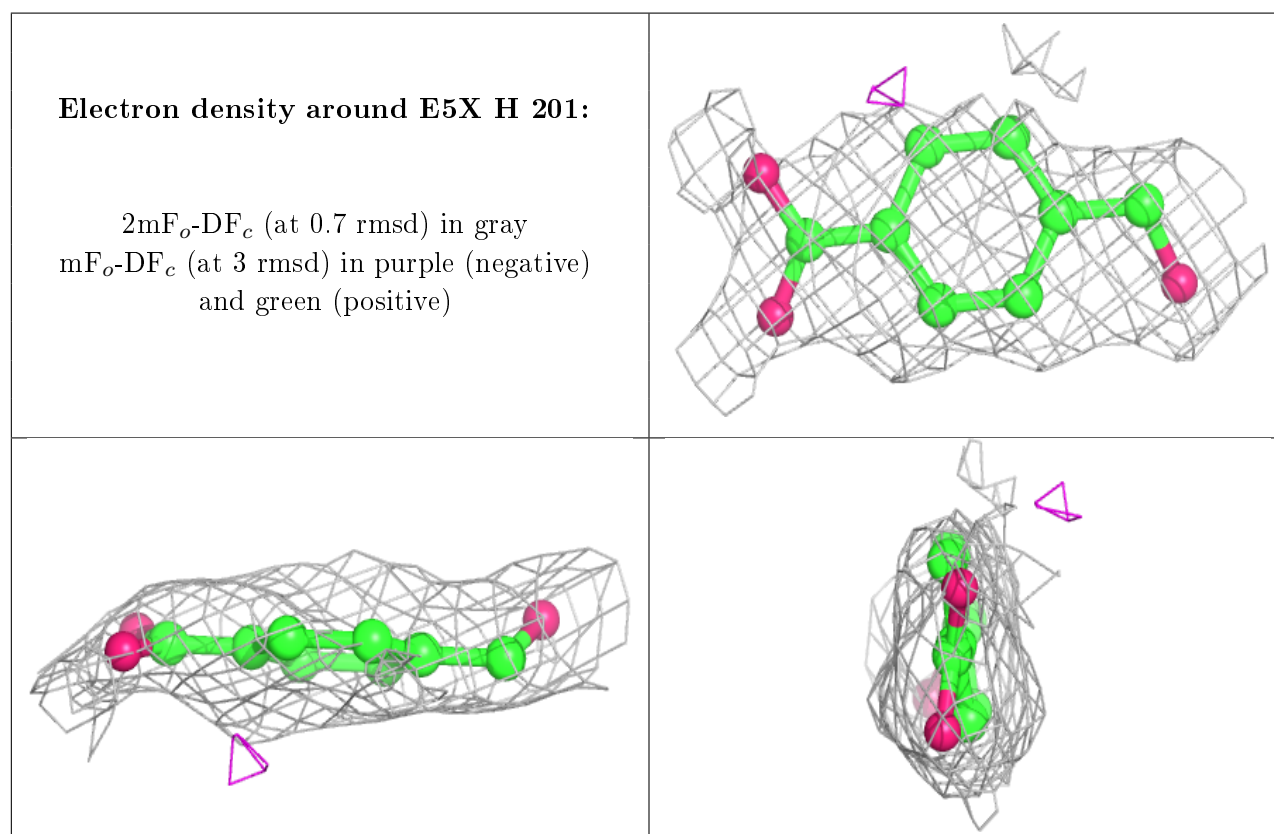 Electron density around E5X H 201:
2mFₒ-DF𝒸 (at 0.7 rmsd) in gray
mFₒ-DF𝒸 (at 3 rmsd) in purple (negative)
and green (positive)